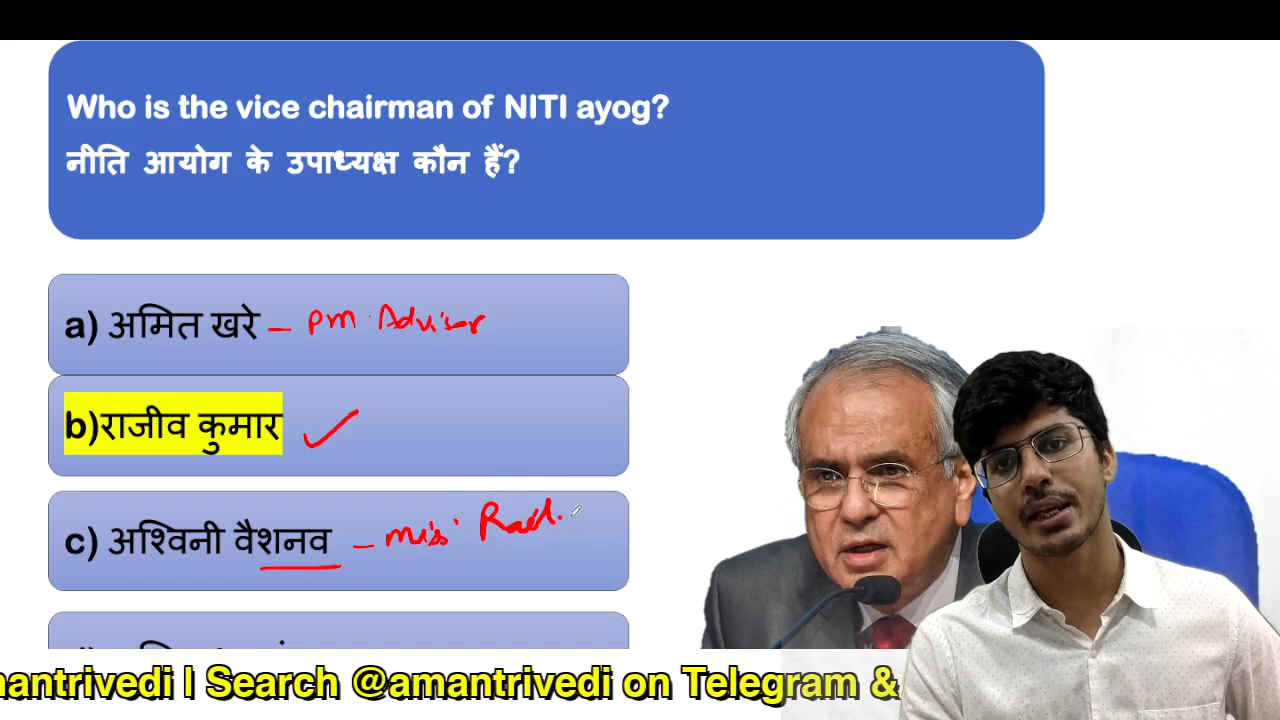 Who is the vice chairman of NITI ayog?
नीति आयोग के उपाध्यक्ष कौन हैं?
a) अमित खरे - PM Advisor
b)राजीव कुमार
c) अश्विनी वैशनव -
mantrivedi | Search @amantrivedi on Telegram &